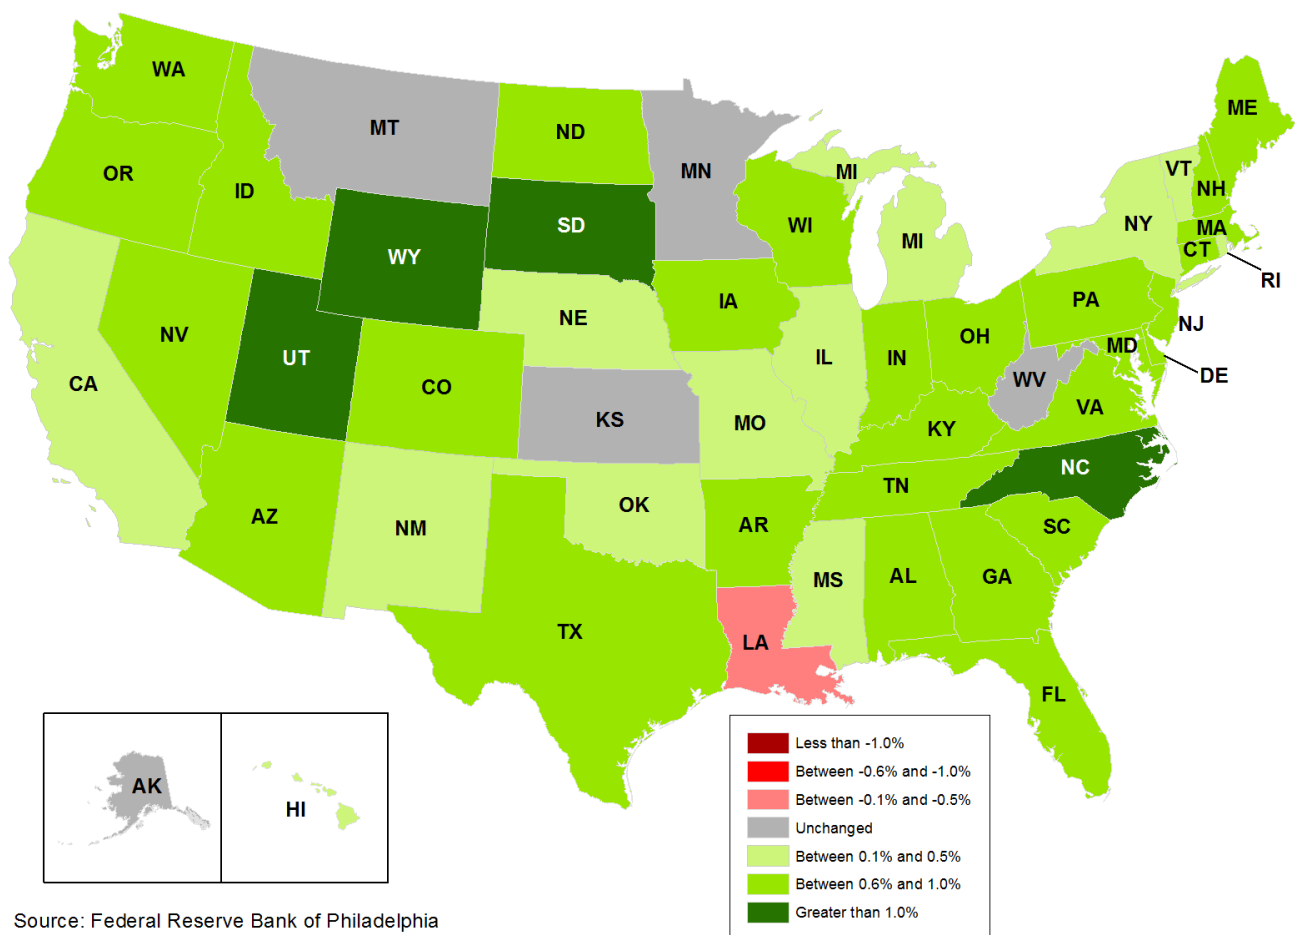 WA
MT
ND
MN
OR
ID
WY
SD
WI
MI
MI
ME
VT
NH
NY
MA
CT
RI
NV
UT
CA
CO
NE
IA
IL
IN
OH
PA
NJ
MD
DE
WV
VA
KS
MO
KY
NC
TN
AZ
NM
OK
AR
SC
MS
AL
GA
TX
LA
FL
AK
HI
Less than -1.0%
Between -0.6% and -1.0%
Between -0.1% and -0.5%
Unchanged
Between 0.1% and 0.5%
Between 0.6% and 1.0%
Greater than 1.0%
Source: Federal Reserve Bank of Philadelphia